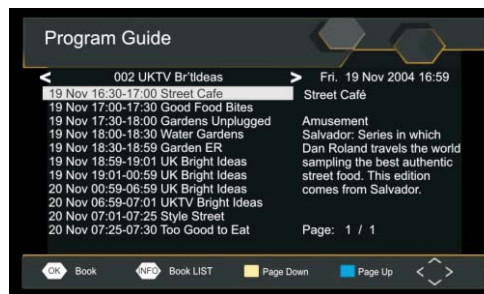 Program Guide
< 002 UKTV Br'tIdeas > Fri. 19 Nov 2004 16:59
19 Nov 16:30-17:00 Street Cafe
19 Nov 17:00-17:30 Good Food Bites
19 Nov 17:30-18:00 Gardens Unplugged
19 Nov 18:00-18:30 Water Gardens
19 Nov 18:30-18:59 Garden ER
19 Nov 18:59-19:01 UK Bright Ideas
19 Nov 19:01-00:59 UK Bright Ideas
20 Nov 00:59-06:59 UK Bright Ideas
20 Nov 06:59-07:01 UKTV Bright Ideas
20 Nov 07:01-07:25 Style Street
20 Nov 07:25-07:30 Too Good to Eat
Street Café
Amusement
Salvador: Series in which
Dan Roland travels the world
sampling the best authentic
street food. This edition
comes from Salvador.
Page: 1 / 1
OK Book INFO Book LIST Page Down Page Up